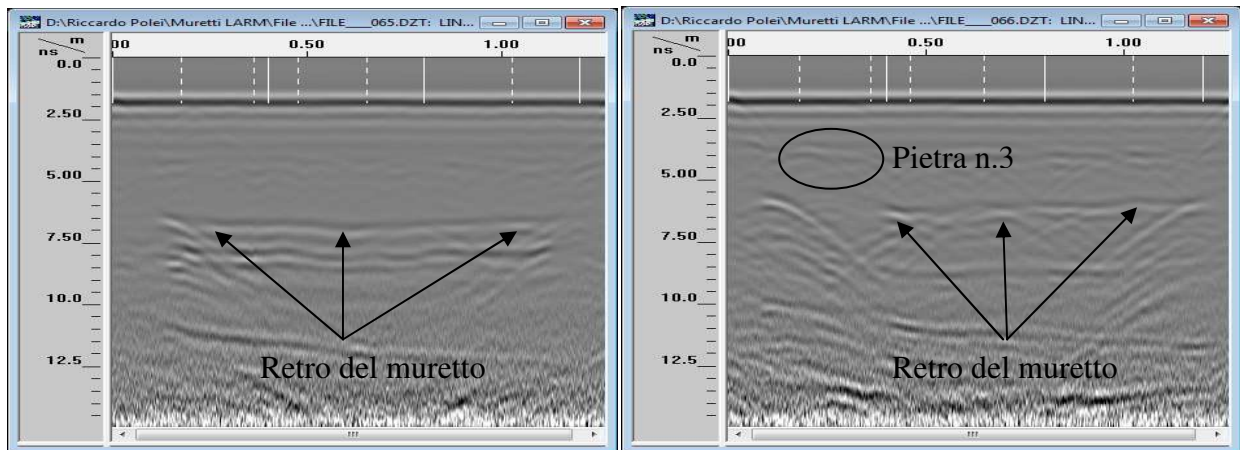 D:\Riccardo Polei\Muretti LARM\File ...\FILE___065.DZT: LIN...
m
ns
00 0.50 1.00
0.0
2.50
5.00
7.50
10.0
12.5
Retro del muretto
D:\Riccardo Polei\Muretti LARM\File ...\FILE___066.DZT: LIN...
m
ns
00 0.50 1.00
0.0
2.50
5.00
7.50
10.0
12.5
Pietra n.3
Retro del muretto